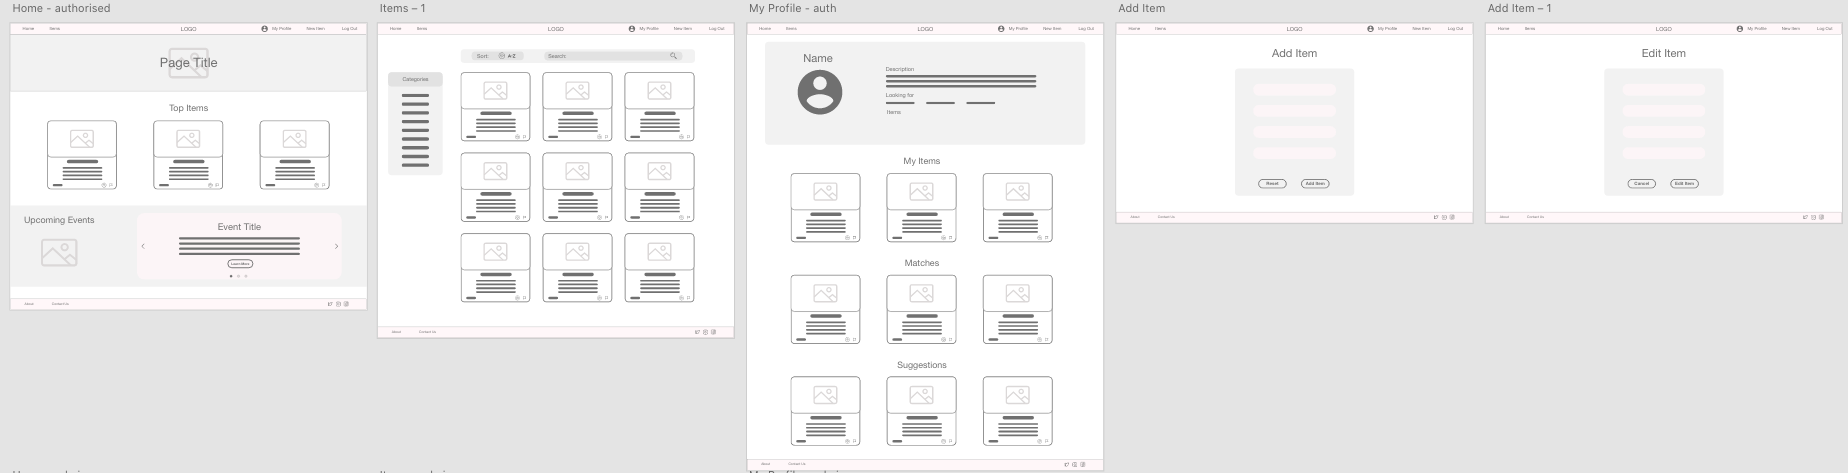 Home - authorised
Items – 1
My Profile - auth
Add Item
Add Item – 1
Home Items LOGO My Profile New Item Log Out
Page Title
Top Items
Upcoming Events
Event Title
Learn More
About Contact Us
Home Items LOGO My Profile New Item Log Out
Sort: A-Z Search:
Categories
About Contact Us
Home Items LOGO My Profile New Item Log Out
Name
Description
Looking for
Items
My Items
Matches
Suggestions
About Contact Us
Home Items LOGO My Profile New Item Log Out
Add Item
Reset Add Item
About Contact Us
Home Items LOGO My Profile New Item Log Out
Edit Item
Cancel Edit Item
About Contact Us